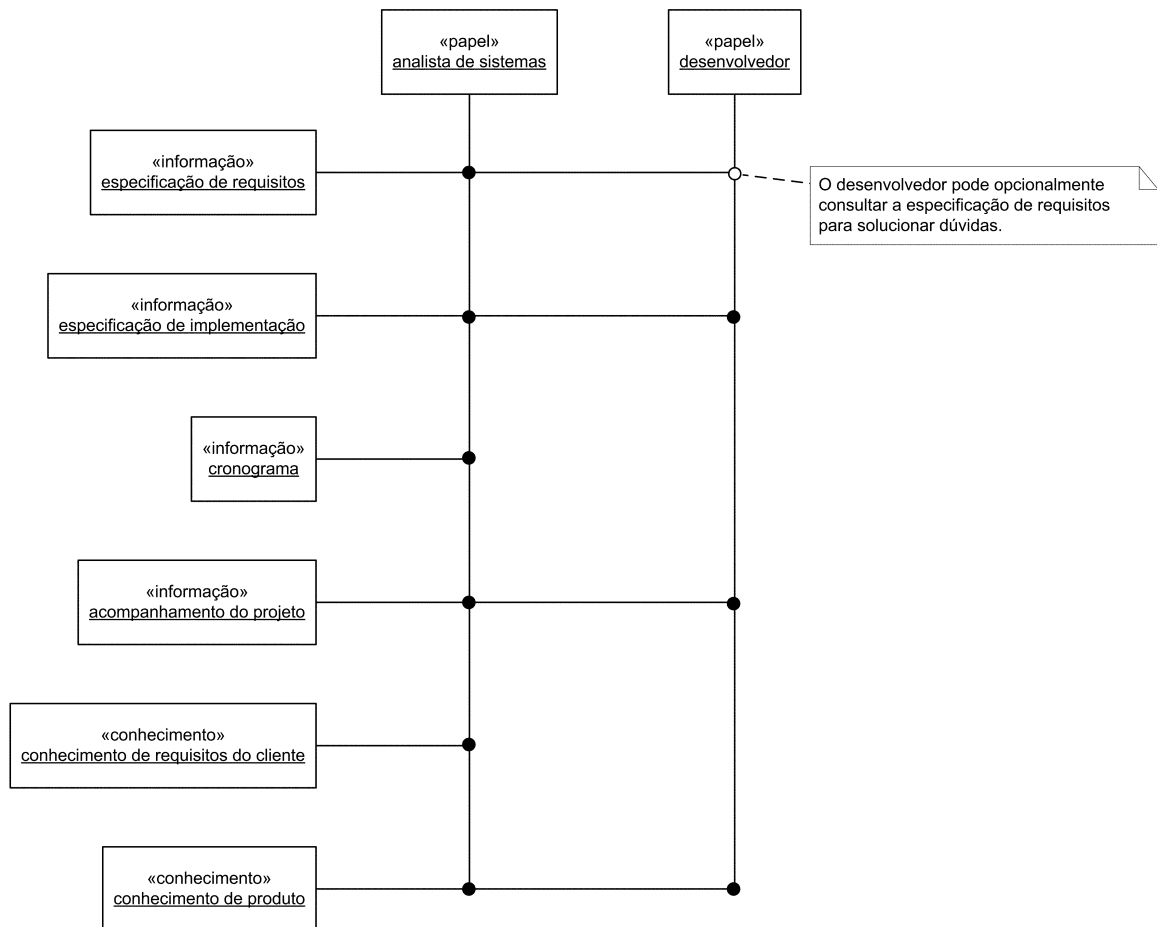 «papel»
analista de sistemas
«papel»
desenvolvedor
«informação»
especificação de requisitos
O desenvolvedor pode opcionalmente
consultar a especificação de requisitos
para solucionar dúvidas.
«informação»
especificação de implementação
«informação»
cronograma
«informação»
acompanhamento do projeto
«conhecimento»
conhecimento de requisitos do cliente
«conhecimento»
conhecimento de produto